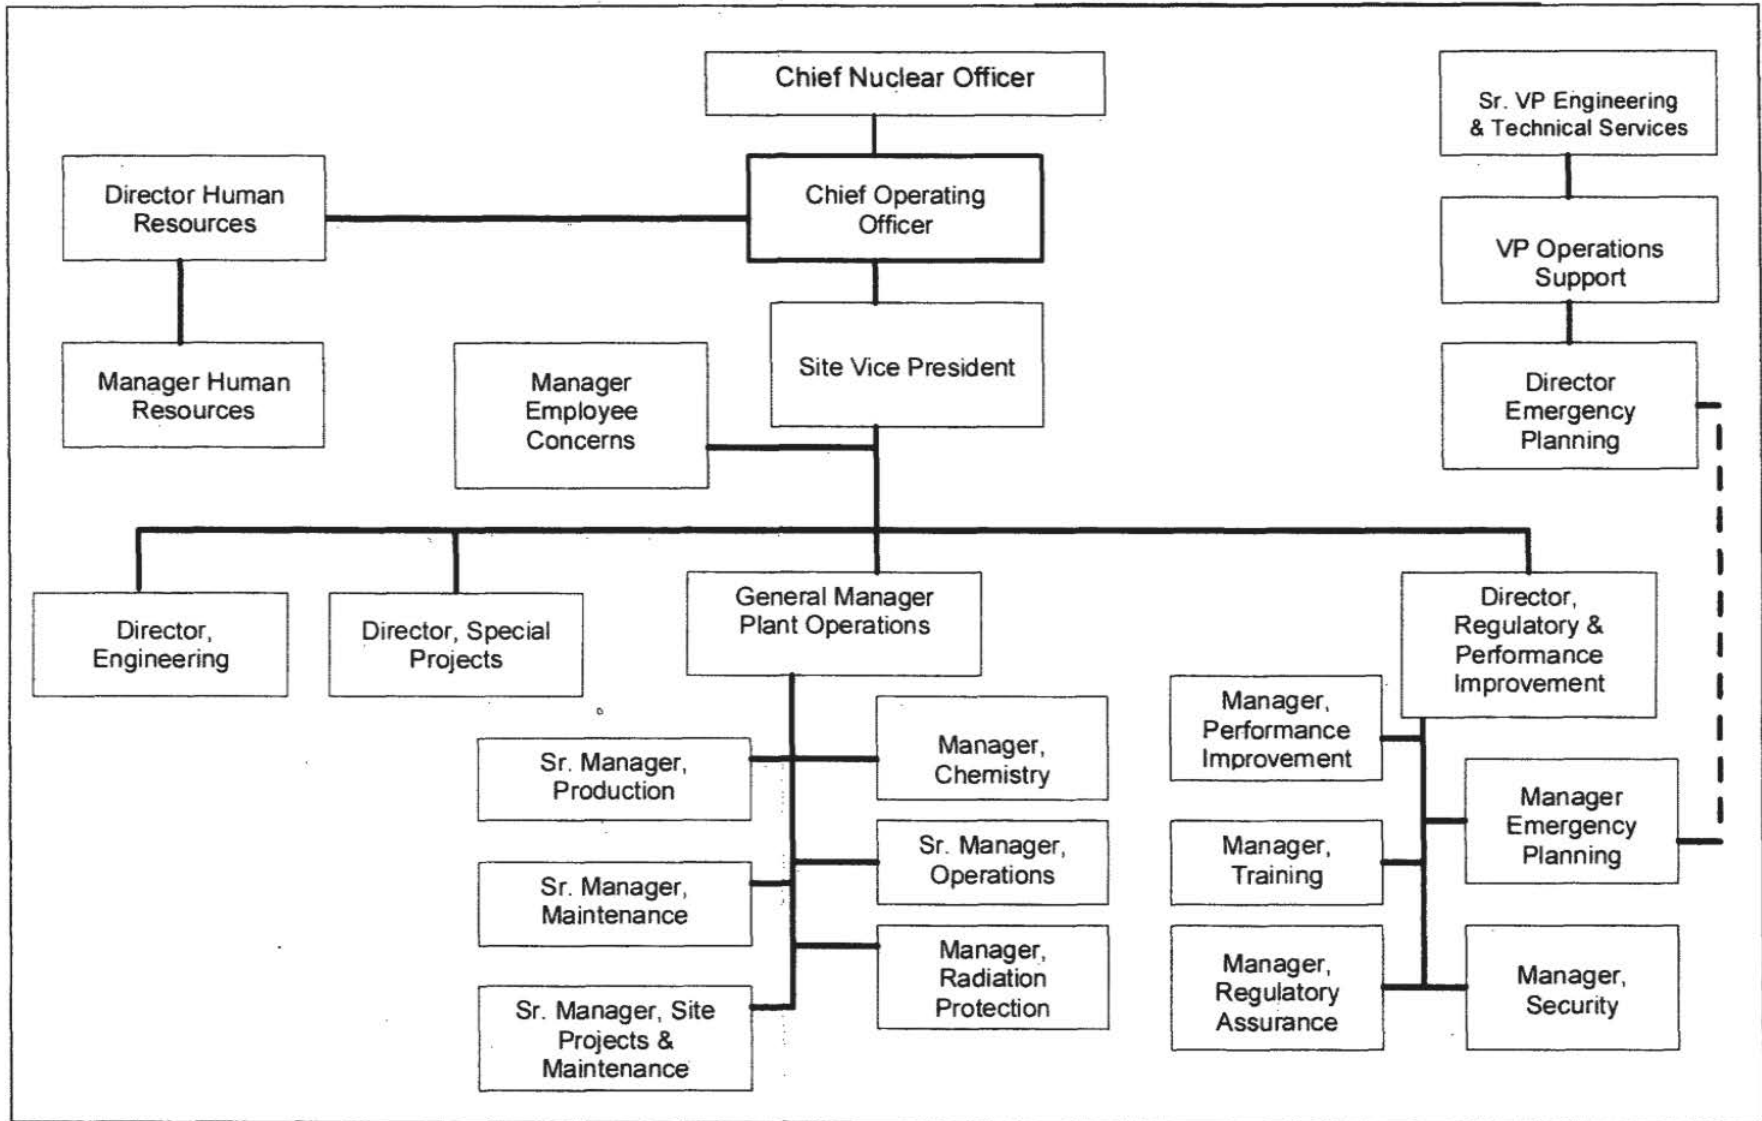 Chief Nuclear Officer
Sr. VP Engineering
& Technical Services
Director Human
Resources
Chief Operating
Officer
VP Operations
Support
Manager Human
Resources
Manager
Employee
Concerns
Site Vice President
Director
Emergency
Planning
Director,
Engineering
Director, Special
Projects
General Manager
Plant Operations
Director,
Regulatory &
Performance
Improvement
Sr. Manager,
Production
Manager,
Chemistry
Manager,
Performance
Improvement
Manager
Emergency
Planning
Sr. Manager,
Maintenance
Sr. Manager,
Operations
Manager,
Training
Sr. Manager, Site
Projects &
Maintenance
Manager,
Radiation
Protection
Manager,
Regulatory
Assurance
Manager,
Security